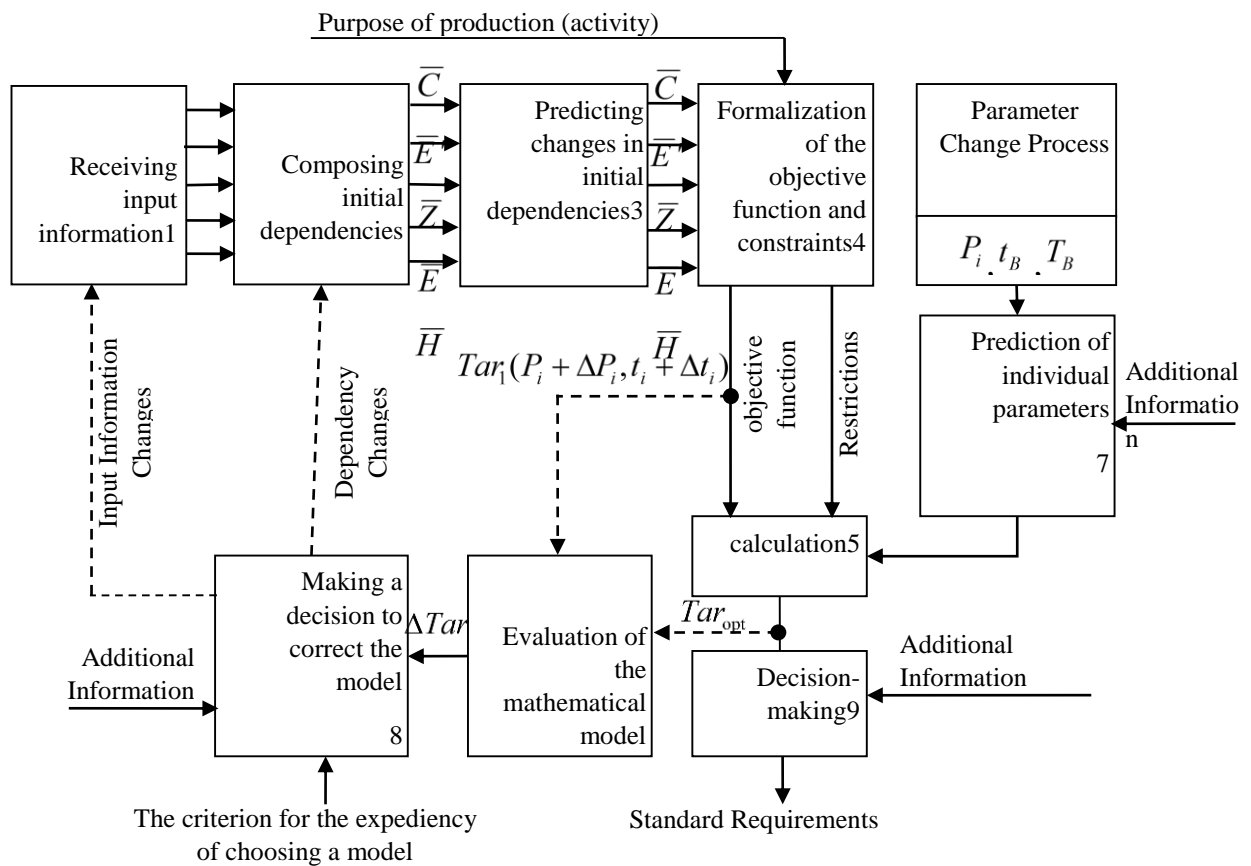 Purpose of production (activity)
Receiving
input
information1
Composing
initial
dependencies
C̅
E̅'
Z̅
E̅
H̅
Predicting
changes in
initial
dependencies3
C̅
E̅'
Z̅
E
H̅
Formalization
of the
objective
function and
constraints4
Parameter
Change Process
P_i . t_B . T_B
Prediction of
individual
parameters
7
Additional
Informatio
n
Tar_1(P_i + ΔP_i, t_i + Δt_i)
objective
function
Restrictions
Input Information
Changes
Dependency
Changes
calculation5
Making a
decision to
correct the
model
8
ΔTar
Evaluation of
the
mathematical
model
Tar_opt
Decision-
making9
Additional
Information
Additional
Information
The criterion for the expediency
of choosing a model
Standard Requirements